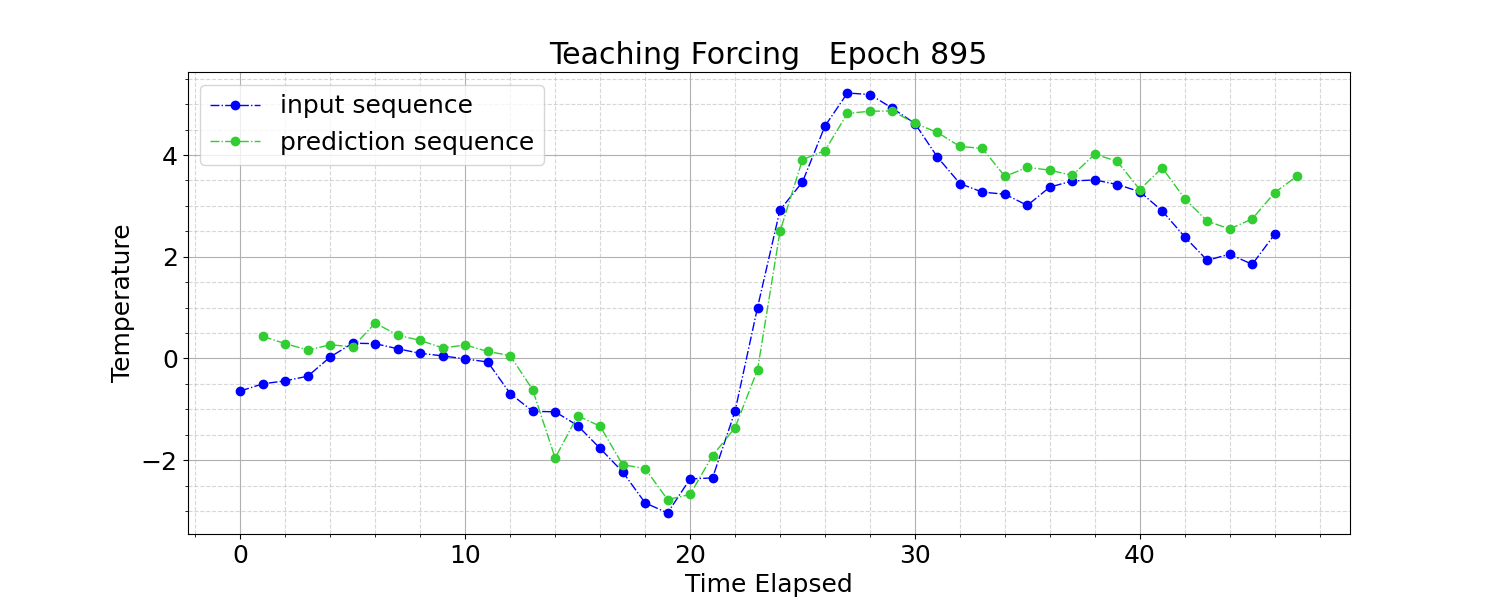 Teaching Forcing   Epoch 895
input sequence
prediction sequence
Temperature
4
2
0
−2
0 10 20 30 40
Time Elapsed